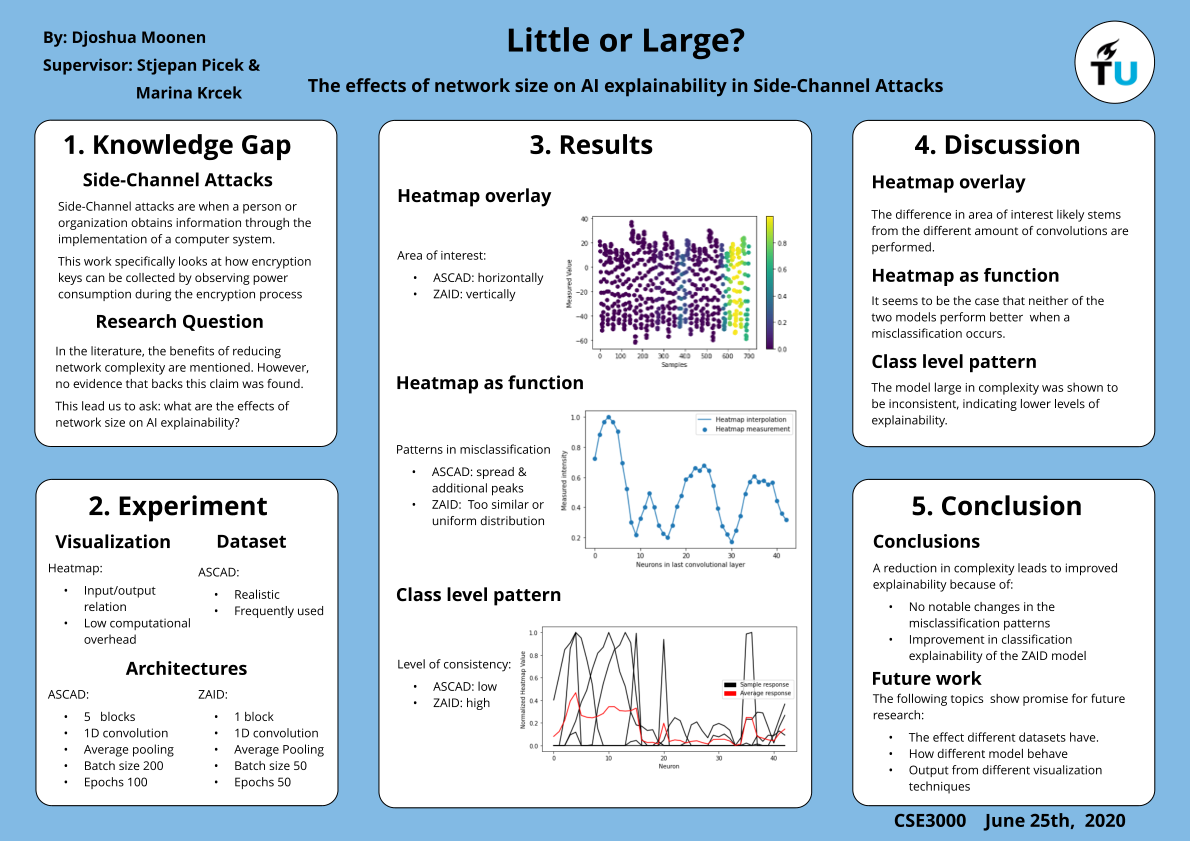 By: Djoshua Moonen
Supervisor: Stjepan Picek &
Marina Krcek
Little or Large?
The effects of network size on AI explainability in Side-Channel Attacks
TU
1. Knowledge Gap
Side-Channel Attacks
Side-Channel attacks are when a person or
organization obtains information through the
implementation of a computer system.
This work specifically looks at how encryption
keys can be collected by observing power
consumption during the encryption process
Research Question
In the literature, the benefits of reducing
network complexity are mentioned. However,
no evidence that backs this claim was found.
This lead us to ask: what are the effects of
network size on AI explainability?
2. Experiment
Visualization
Heatmap:
• Input/output
relation
• Low computational
overhead
Dataset
ASCAD:
• Realistic
• Frequently used
Architectures
ASCAD:
• 5 blocks
• 1D convolution
• Average pooling
• Batch size 200
• Epochs 100
ZAID:
• 1 block
• 1D convolution
• Average Pooling
• Batch size 50
• Epochs 50
3. Results
Heatmap overlay
Area of interest:
• ASCAD: horizontally
• ZAID: vertically
Measured Value
40
20
0
−20
−40
−60
0 100 200 300 400 500 600 700
Samples
0.8
0.6
0.4
0.2
0.0
Heatmap as function
Patterns in misclassification
• ASCAD: spread &
additional peaks
• ZAID: Too similar or
uniform distribution
Measured intensity
1.0
0.8
0.6
0.4
0.2
Heatmap interpolation
Heatmap measurement
0 10 20 30 40
Neurons in last convolutional layer
Class level pattern
Level of consistency:
• ASCAD: low
• ZAID: high
Normalized Heatmap Value
1.0
0.8
0.6
0.4
0.2
0.0
Sample response
Average response
0 10 20 30 40
Neuron
4. Discussion
Heatmap overlay
The difference in area of interest likely stems
from the different amount of convolutions are
performed.
Heatmap as function
It seems to be the case that neither of the
two models perform better when a
misclassification occurs.
Class level pattern
The model large in complexity was shown to
be inconsistent, indicating lower levels of
explainability.
5. Conclusion
Conclusions
A reduction in complexity leads to improved
explainability because of:
• No notable changes in the
misclassification patterns
• Improvement in classification
explainability of the ZAID model
Future work
The following topics show promise for future
research:
• The effect different datasets have.
• How different model behave
• Output from different visualization
techniques
CSE3000 June 25th, 2020